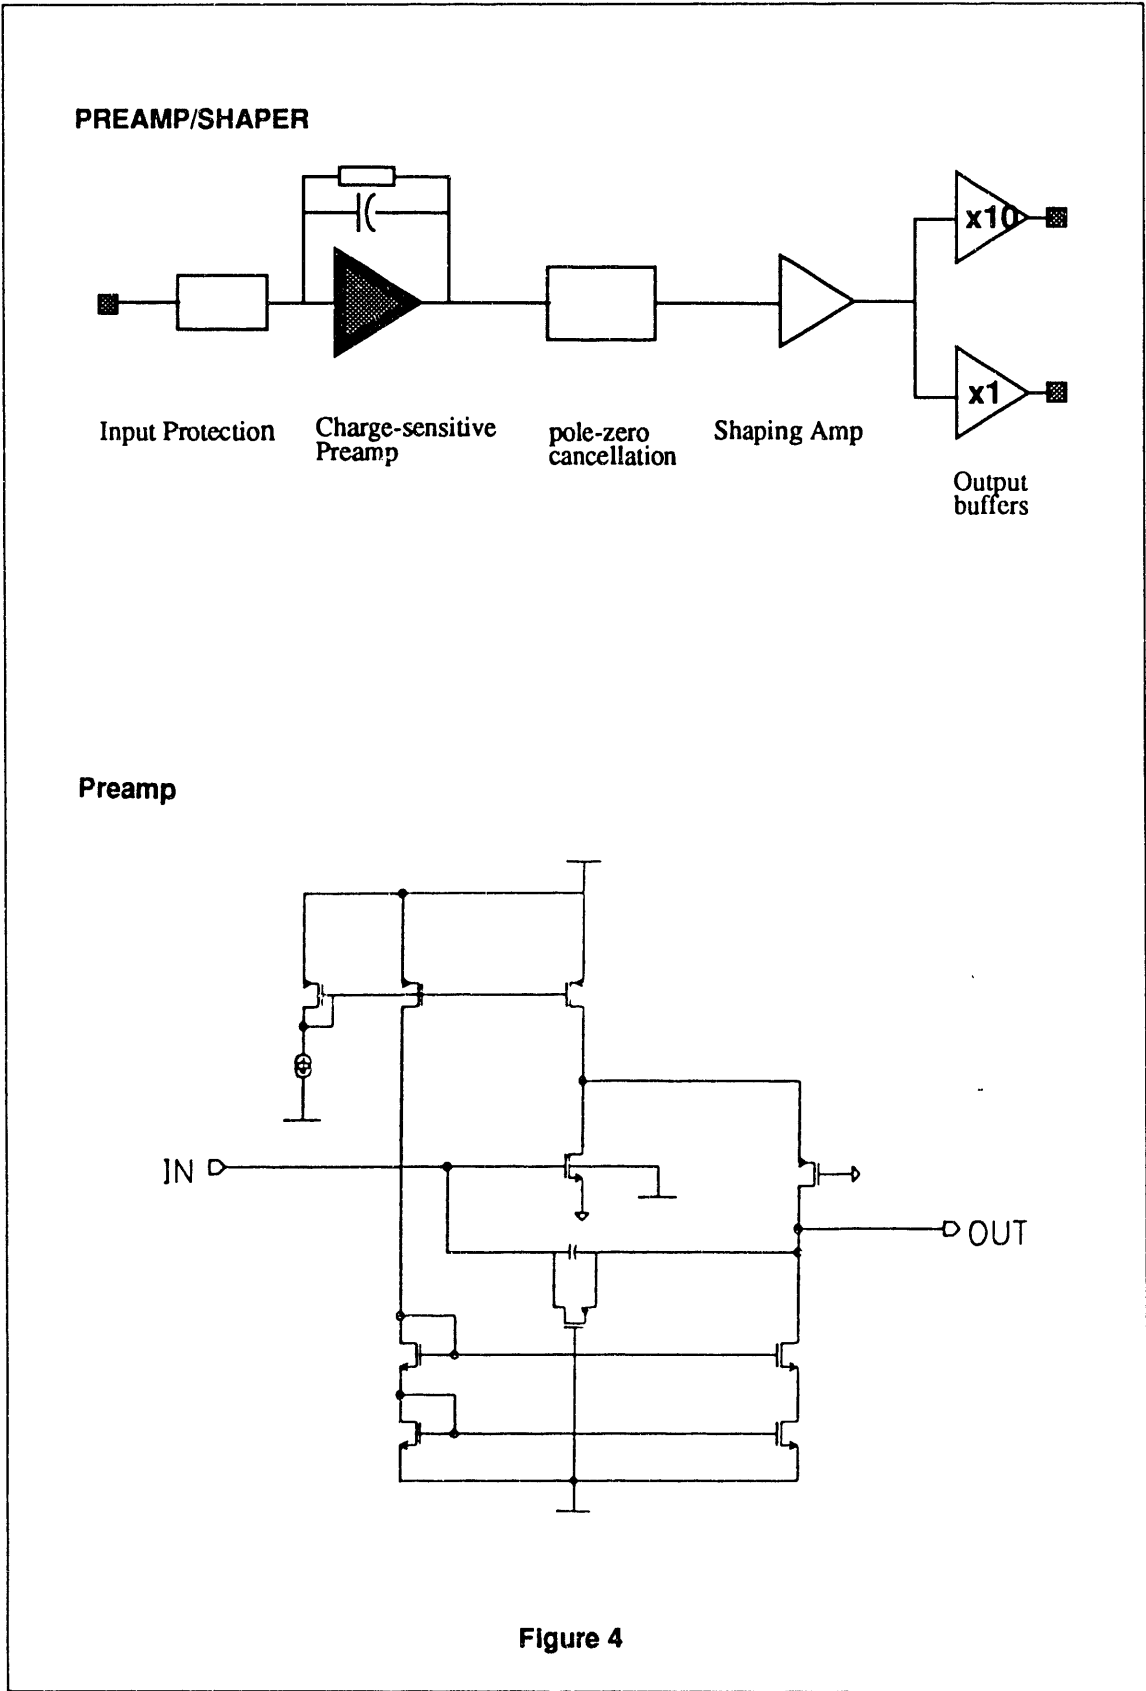 PREAMP/SHAPER
x10
x1
Input Protection
Charge-sensitive
Preamp
pole-zero
cancellation
Shaping Amp
Output
buffers
Preamp
IN
OUT
Figure 4